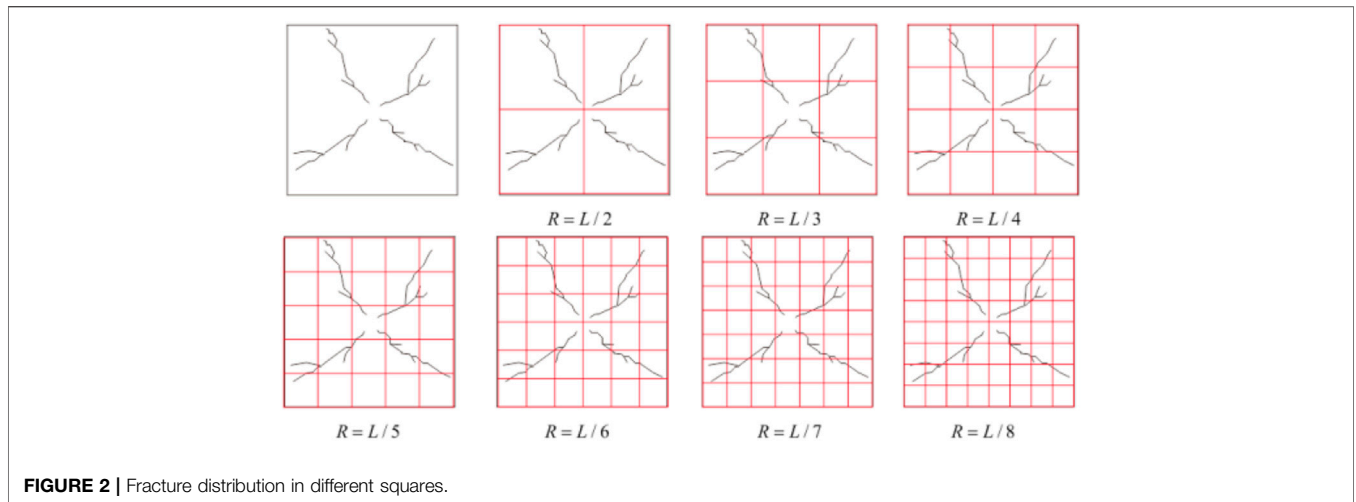 R = L / 2
R = L / 3
R = L / 4
R = L / 5
R = L / 6
R = L / 7
R = L / 8
FIGURE 2 | Fracture distribution in different squares.